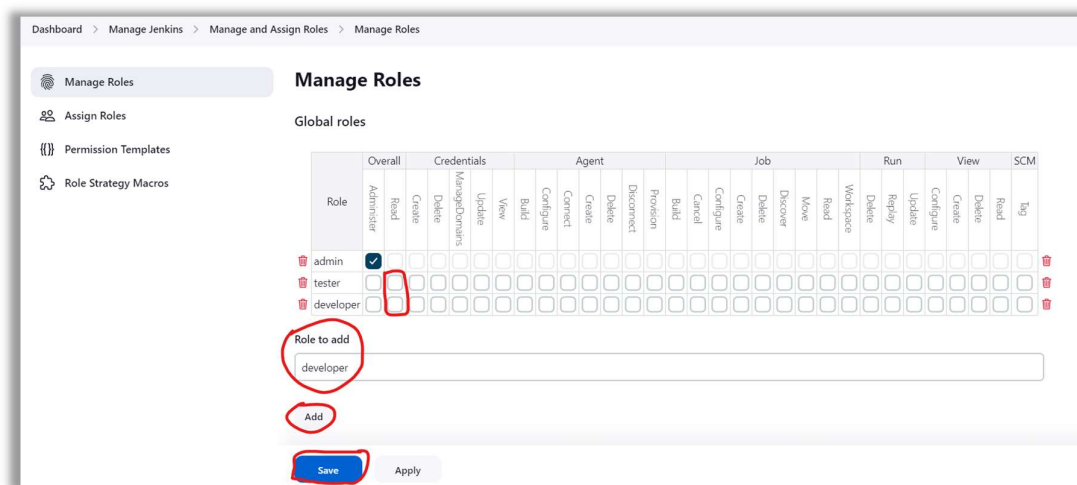 Dashboard > Manage Jenkins > Manage and Assign Roles > Manage Roles
Manage Roles
Assign Roles
Permission Templates
Role Strategy Macros
Manage Roles
Global roles
Overall Credentials Agent Job Run View SCM
Role Administer Read Create Delete ManageDomains Update View Build Configure Connect Create Delete Disconnect Provision Build Cancel Configure Create Delete Discover Move Read Workspace Delete Replay Update Configure Create Delete Read Tag
admin
tester
developer
Role to add
developer
Add
Save Apply